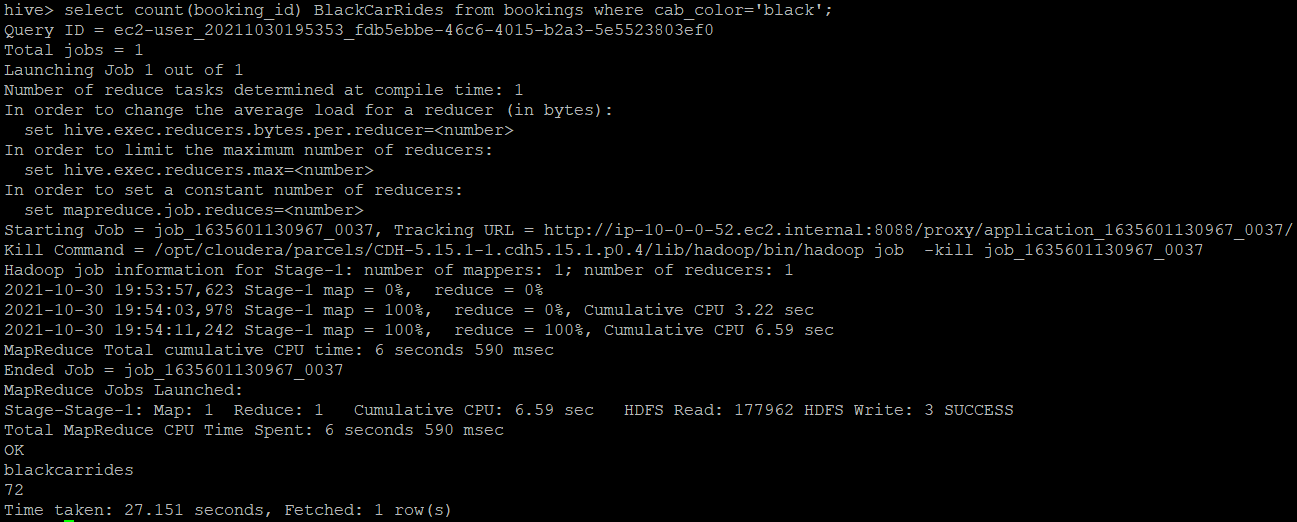 hive> select count(booking_id) BlackCarRides from bookings where cab_color='black';
Query ID = ec2-user_20211030195353_fdb5ebbe-46c6-4015-b2a3-5e5523803ef0
Total jobs = 1
Launching Job 1 out of 1
Number of reduce tasks determined at compile time: 1
In order to change the average load for a reducer (in bytes):
  set hive.exec.reducers.bytes.per.reducer=<number>
In order to limit the maximum number of reducers:
  set hive.exec.reducers.max=<number>
In order to set a constant number of reducers:
  set mapreduce.job.reduces=<number>
Starting Job = job_1635601130967_0037, Tracking URL = http://ip-10-0-0-52.ec2.internal:8088/proxy/application_1635601130967_0037/
Kill Command = /opt/cloudera/parcels/CDH-5.15.1-1.cdh5.15.1.p0.4/lib/hadoop/bin/hadoop job  -kill job_1635601130967_0037
Hadoop job information for Stage-1: number of mappers: 1; number of reducers: 1
2021-10-30 19:53:57,623 Stage-1 map = 0%,  reduce = 0%
2021-10-30 19:54:03,978 Stage-1 map = 100%,  reduce = 0%, Cumulative CPU 3.22 sec
2021-10-30 19:54:11,242 Stage-1 map = 100%,  reduce = 100%, Cumulative CPU 6.59 sec
MapReduce Total cumulative CPU time: 6 seconds 590 msec
Ended Job = job_1635601130967_0037
MapReduce Jobs Launched:
Stage-Stage-1: Map: 1  Reduce: 1   Cumulative CPU: 6.59 sec   HDFS Read: 177962 HDFS Write: 3 SUCCESS
Total MapReduce CPU Time Spent: 6 seconds 590 msec
OK
blackcarrides
72
Time taken: 27.151 seconds, Fetched: 1 row(s)